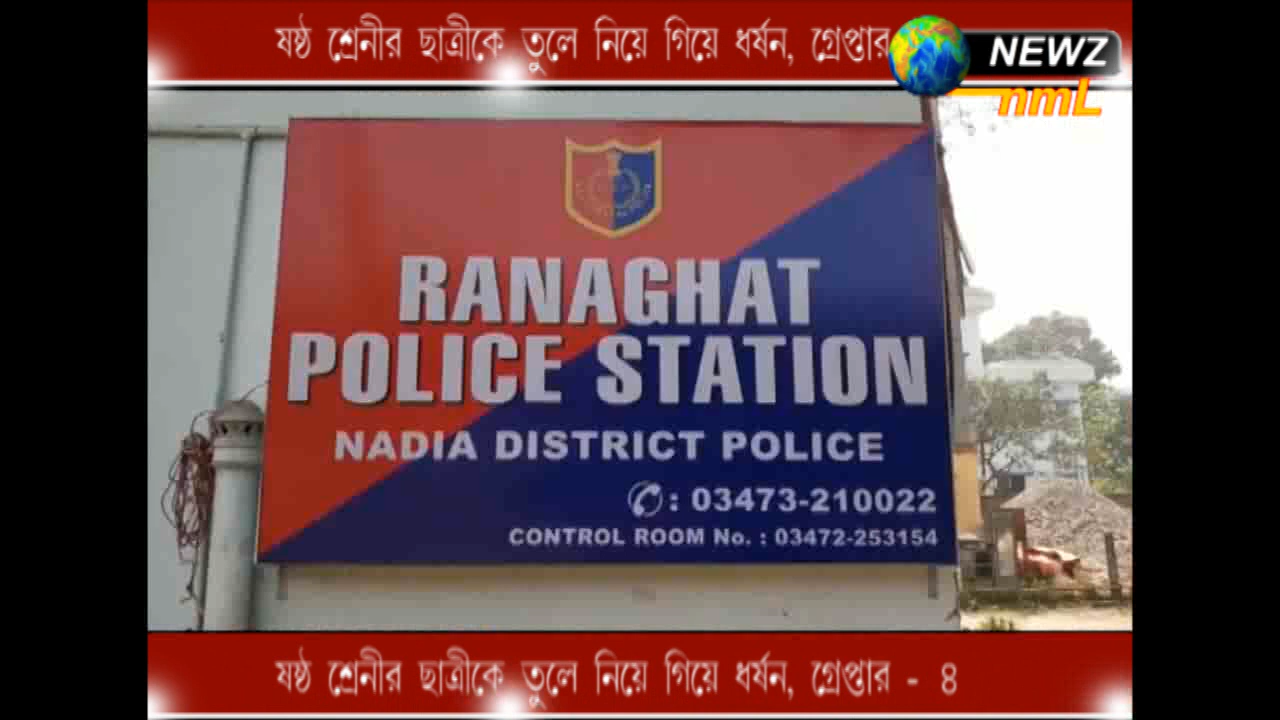 ষষ্ঠ শ্রেনীর ছাত্রীকে তুলে নিয়ে গিয়ে ধর্ষন, গ্রেপ্তার
NEWZ
nmL
RANAGHAT
POLICE STATION
NADIA DISTRICT POLICE
✆: 03473-210022
CONTROL ROOM No. : 03472-253154
ষষ্ঠ শ্রেনীর ছাত্রীকে তুলে নিয়ে গিয়ে ধর্ষন, গ্রেপ্তার - ৪